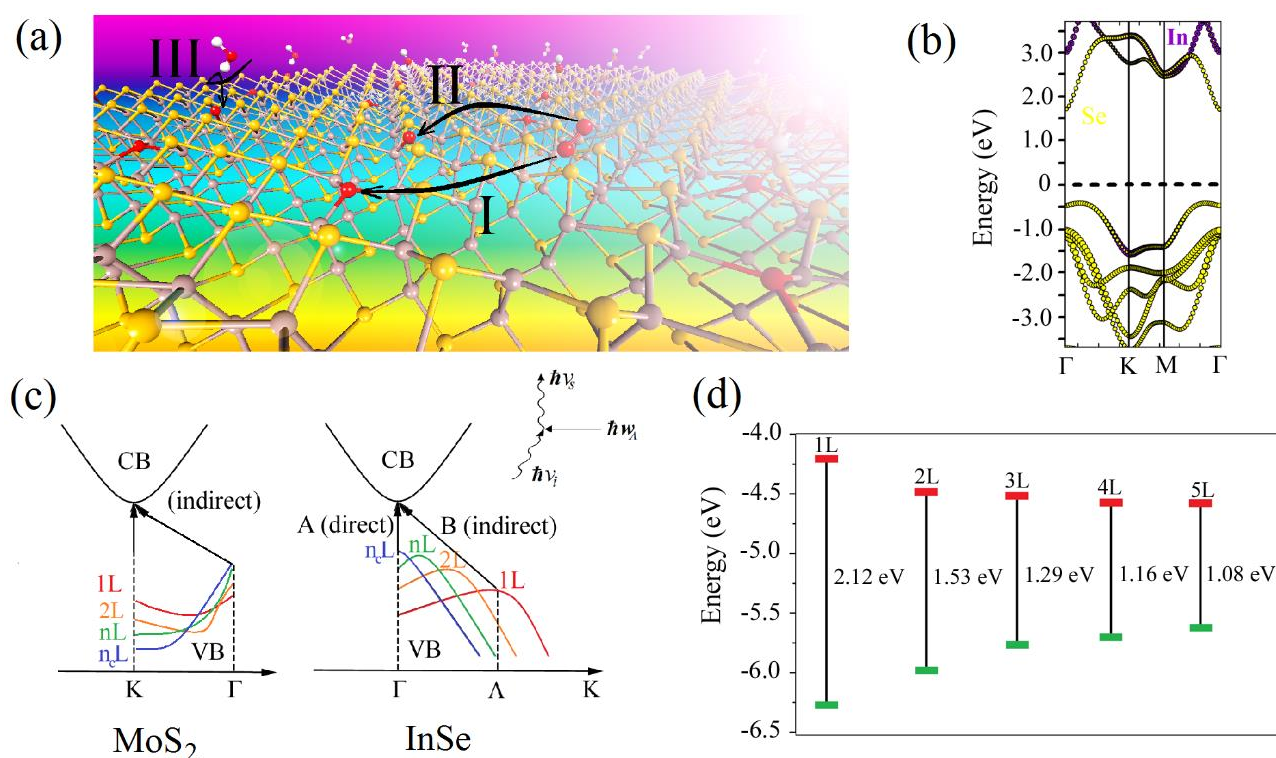 (a)
III
II
I
(b)
In
Se
Energy (eV)
3.0
2.0
1.0
0
-1.0
-2.0
-3.0
Γ K M Γ
(c)
CB
(indirect)
1L
2L
nL
n꜀L
VB
K Γ
MoS₂
CB
A (direct)
B (indirect)
n꜀L
nL
2L
1L
VB
Γ Λ K
InSe
ħνₛ
ħw_Λ
ħνᵢ
(d)
Energy (eV)
-4.0
-4.5
-5.0
-5.5
-6.0
-6.5
1L
2L
3L
4L
5L
2.12 eV
1.53 eV
1.29 eV
1.16 eV
1.08 eV